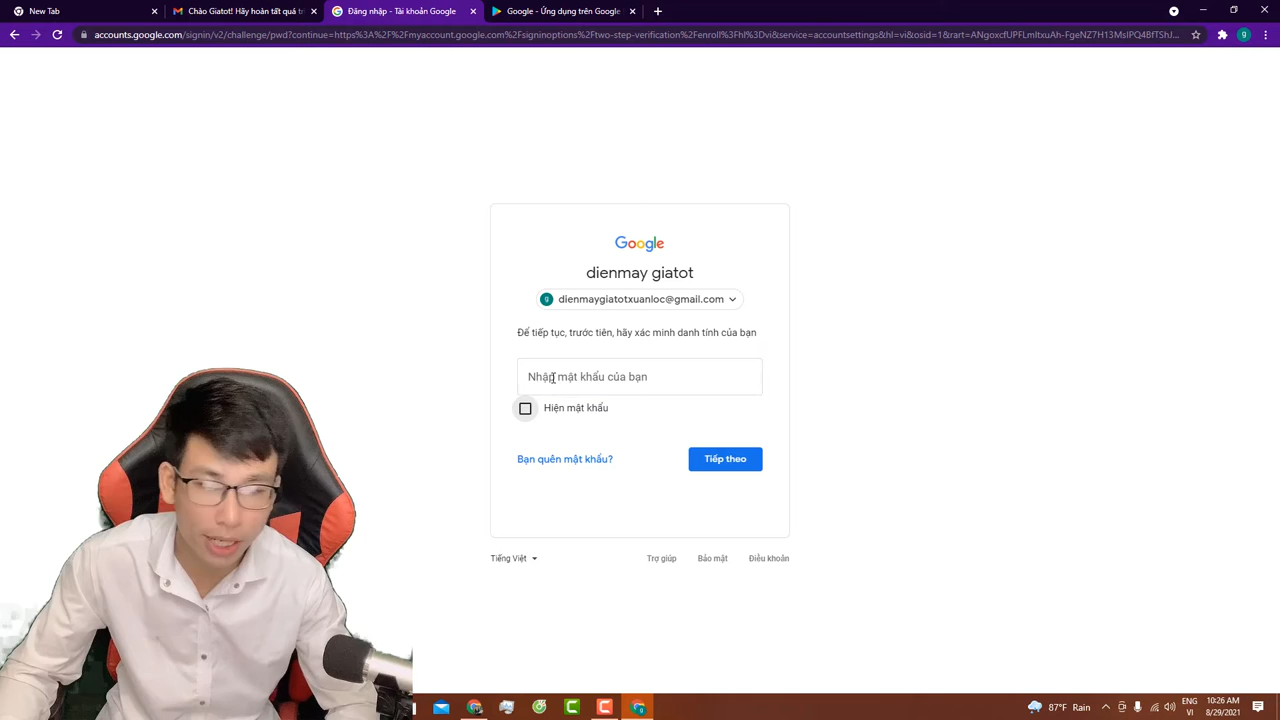 New Tab
Chào Giatot! Hãy hoàn tất quá tr
Đăng nhập - Tài khoản Google
Google - Ứng dụng trên Google
accounts.google.com/signin/v2/challenge/pwd?continue=https%3A%2F%2Fmyaccount.google.com%2Fsigninoptions%2Ftwo-step-verification%2Fenroll%3Fhl%3Dvi&service=accountsettings&hl=vi&osid=1&rart=
Google
dienmay giatot
g dienmaygiatotxuanloc@gmail.com
Để tiếp tục, trước tiên, hãy xác minh danh tính của bạn
Nhập mật khẩu của bạn
Hiện mật khẩu
Bạn quên mật khẩu?
Tiếp theo
Tiếng Việt
Trợ giúp
Bảo mật
Điều khoản
87°F Rain
ENG
VI
10:26 AM
8/29/2021